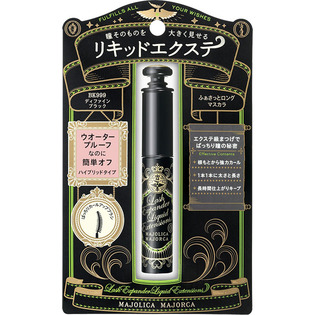 FULFILLS ALL YOUR WISHES
瞳そのものを大きく見せる
リキッドエクステ
BK999
ディファイン
ブラック
ふぁさっとロング
マスカラ
ウオーター
プルーフ
なのに
簡単オフ
ハイブリッドタイプ
エクステ級まつげで
ぱっちり瞳の秘密
Effective Contents
根もとから強力カール
1本1本に太さと長さ
長時間仕上がりキープ
Lash
Expander
Liquid
Extensions
MAJOLICA
MAJORCA
Lash Expander Liquid Extensions
MAJOLICA MAJORCA